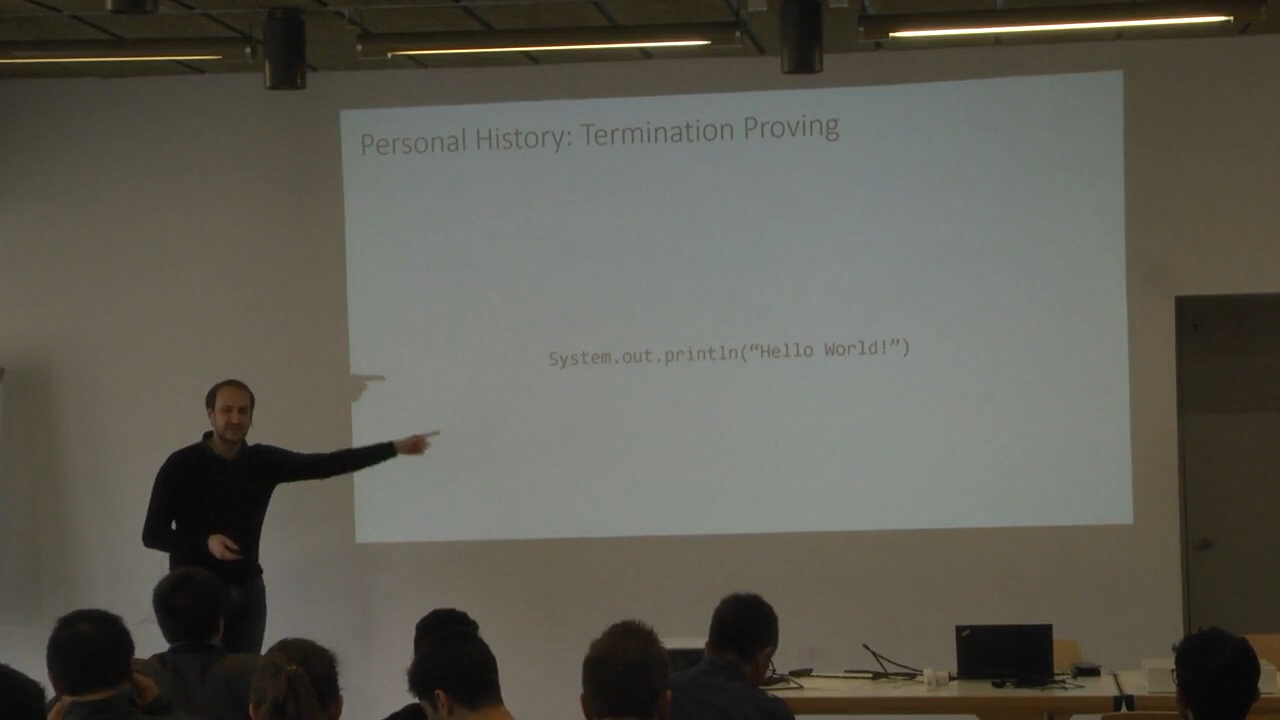 Personal History: Termination Proving
System.out.println(“Hello World!”)